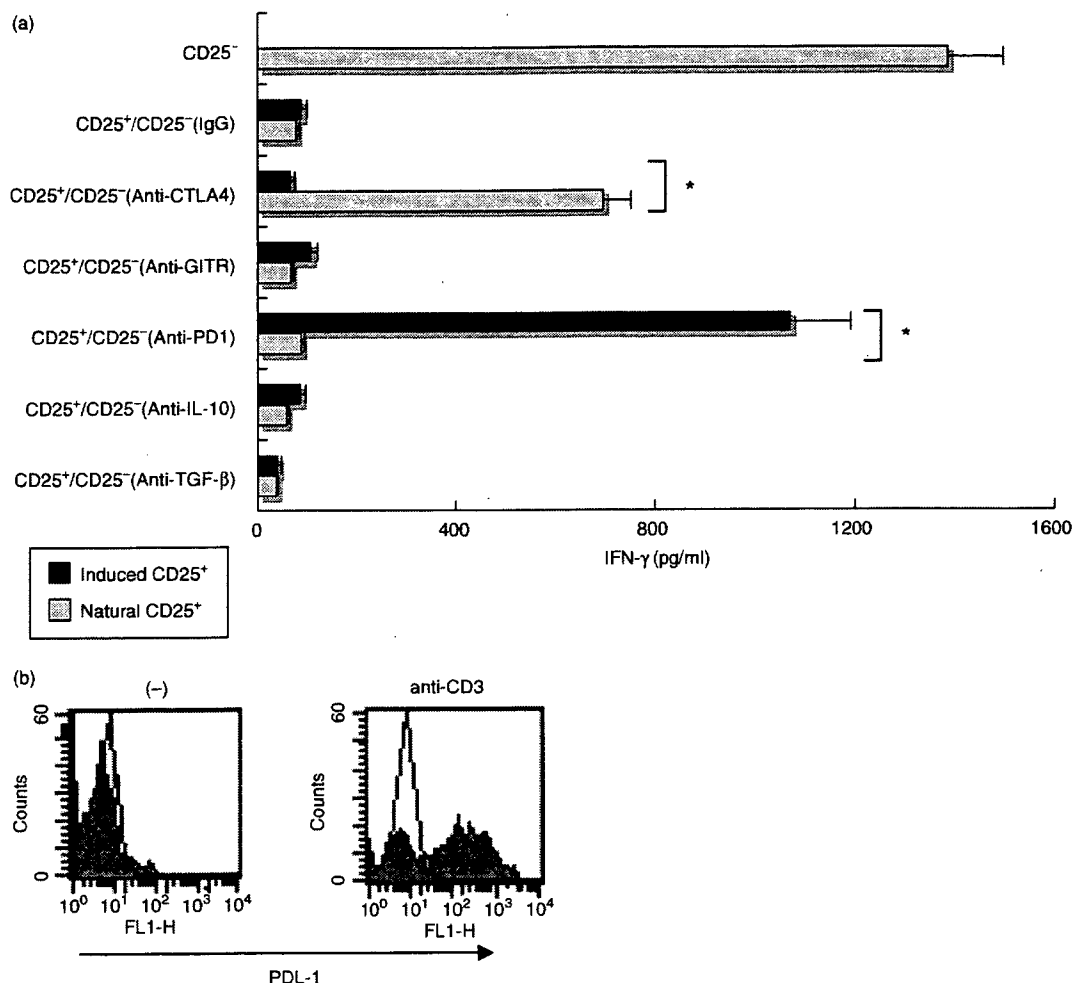 (a)
CD25⁻
CD25⁺/CD25⁻(IgG)
CD25⁺/CD25⁻(Anti-CTLA4)
*
CD25⁺/CD25⁻(Anti-GITR)
CD25⁺/CD25⁻(Anti-PD1)
*
CD25⁺/CD25⁻(Anti-IL-10)
CD25⁺/CD25⁻(Anti-TGF-β)
0 400 800 1200 1600
IFN-γ (pg/ml)
Induced CD25⁺
Natural CD25⁺
(b)
(–) anti-CD3
60 60
Counts Counts
0 0
10⁰ 10¹ 10² 10³ 10⁴ 10⁰ 10¹ 10² 10³ 10⁴
FL1-H FL1-H
PDL-1